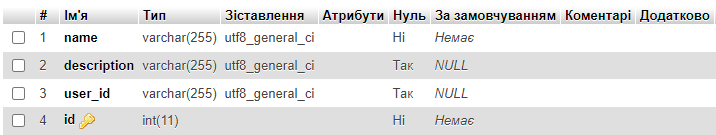 # Ім'я Тип Зіставлення Атрибути Нуль За замовчуванням Коментарі Додатково
1 name varchar(255) utf8_general_ci Ні Немає
2 description varchar(255) utf8_general_ci Так NULL
3 user_id varchar(255) utf8_general_ci Так NULL
4 id int(11) Ні Немає